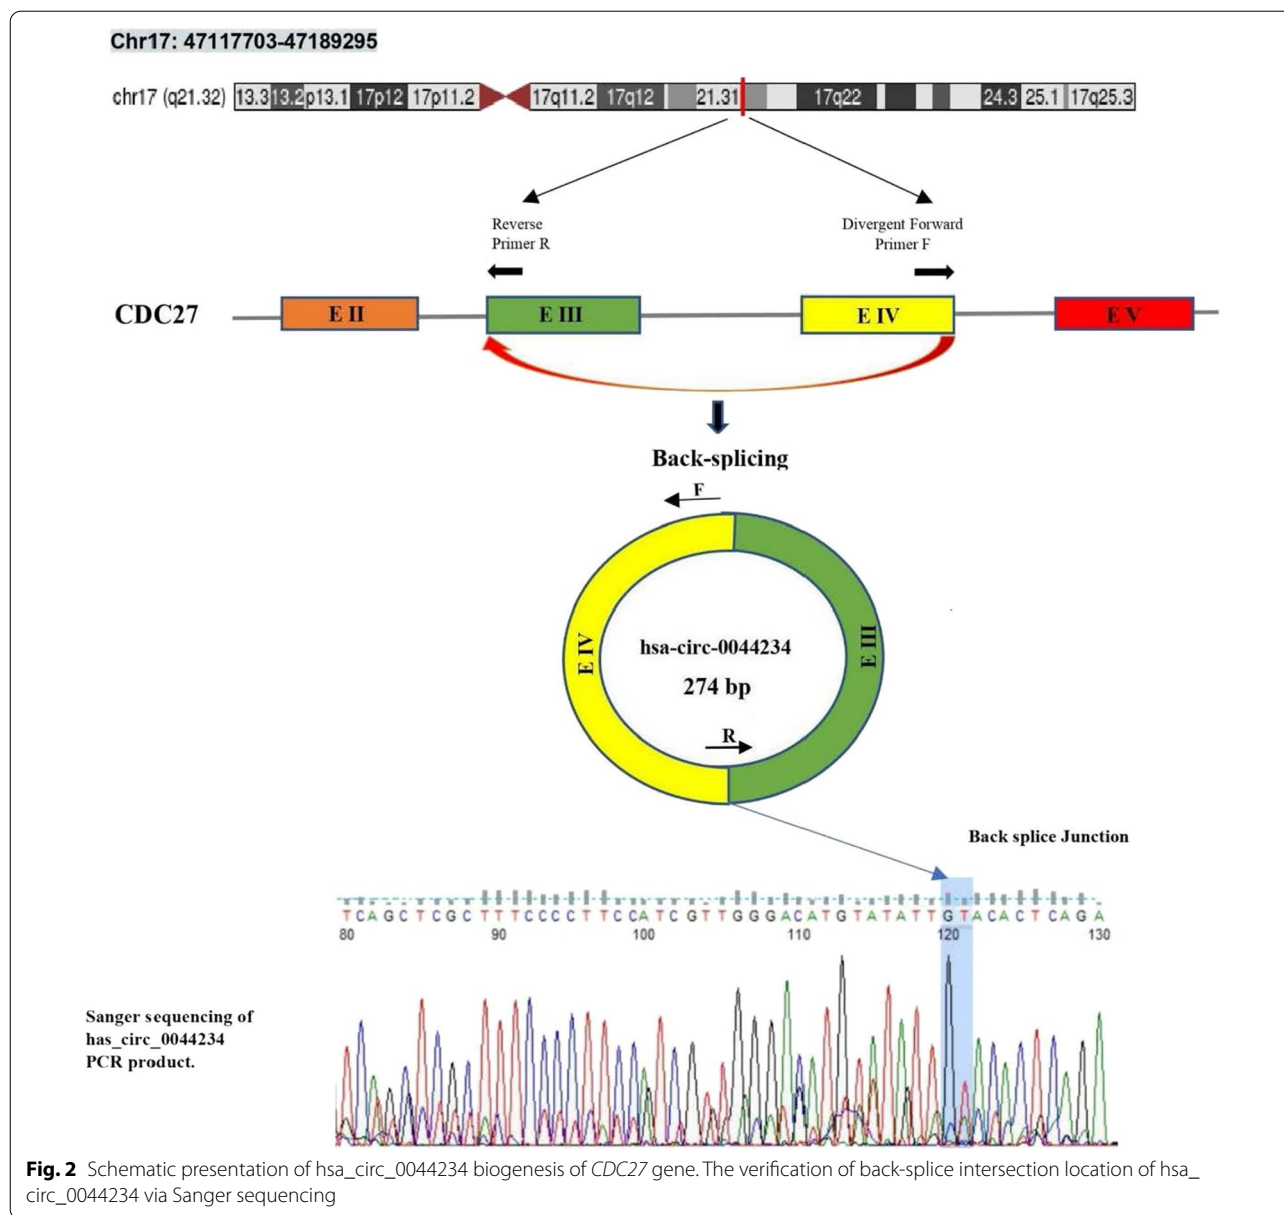 Chr17: 47117703-47189295
chr17 (q21.32) 13.3 13.2 p13.1 17p12 17p11.2 17q11.2 17q12 21.31 17q22 24.3 25.1 17q25.3
Reverse
Primer R
Divergent Forward
Primer F
CDC27 E II E III E IV E V
Back-splicing
F
E IV
E III
hsa-circ-0044234
274 bp
R
Back splice Junction
TCAGCTCGCTTTCCCCTTCCATCGTTGGGACATGTATATTGTACACTCAGA
80 90 100 110 120 130
Sanger sequencing of
has_circ_0044234
PCR product.
Fig. 2 Schematic presentation of hsa_circ_0044234 biogenesis of CDC27 gene. The verification of back-splice intersection location of hsa_
circ_0044234 via Sanger sequencing